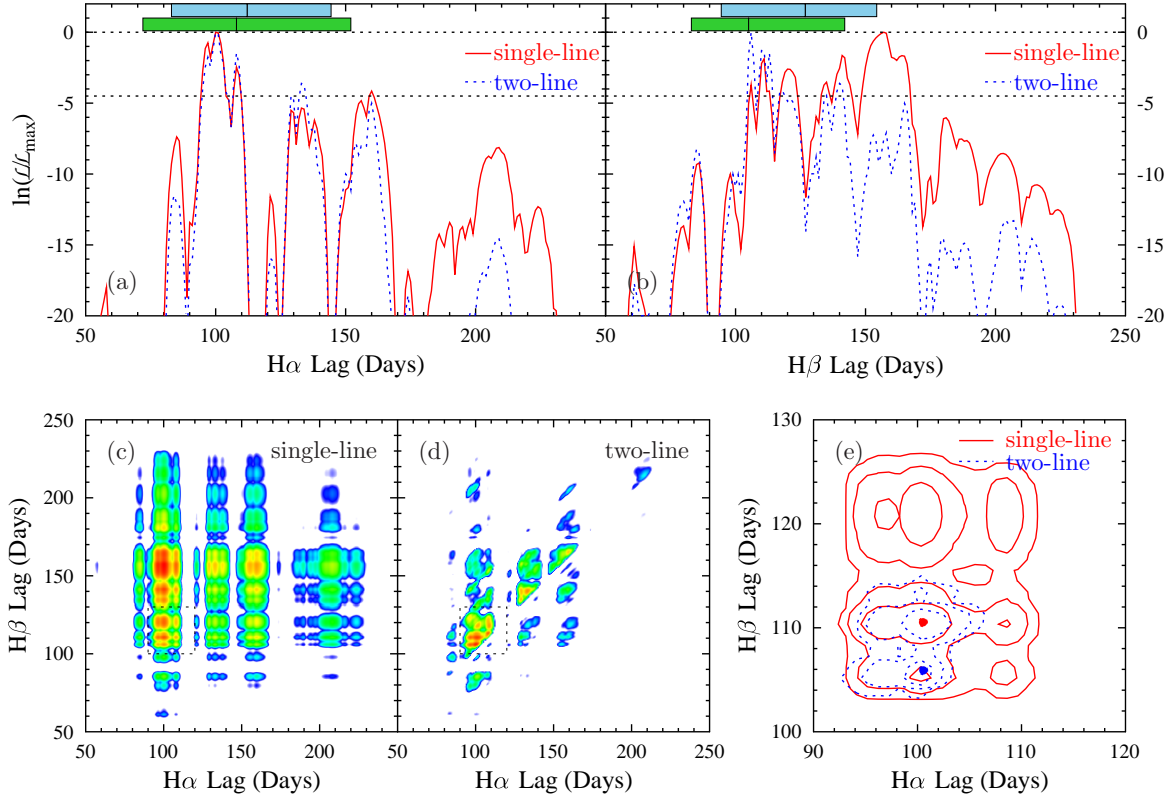 0 -5 -10 -15 -20
ln(ℒ/ℒmax)
single-line
two-line
(a)
50 100 150 200
Hα Lag (Days)
single-line
two-line
(b)
0 -5 -10 -15 -20
50 100 150 200 250
Hβ Lag (Days)
250 200 150 100 50
Hβ Lag (Days)
(c) single-line
50 100 150 200
Hα Lag (Days)
(d) two-line
50 100 150 200 250
Hα Lag (Days)
130 120 110 100
Hβ Lag (Days)
(e)
single-line
two-line
90 100 110 120
Hα Lag (Days)